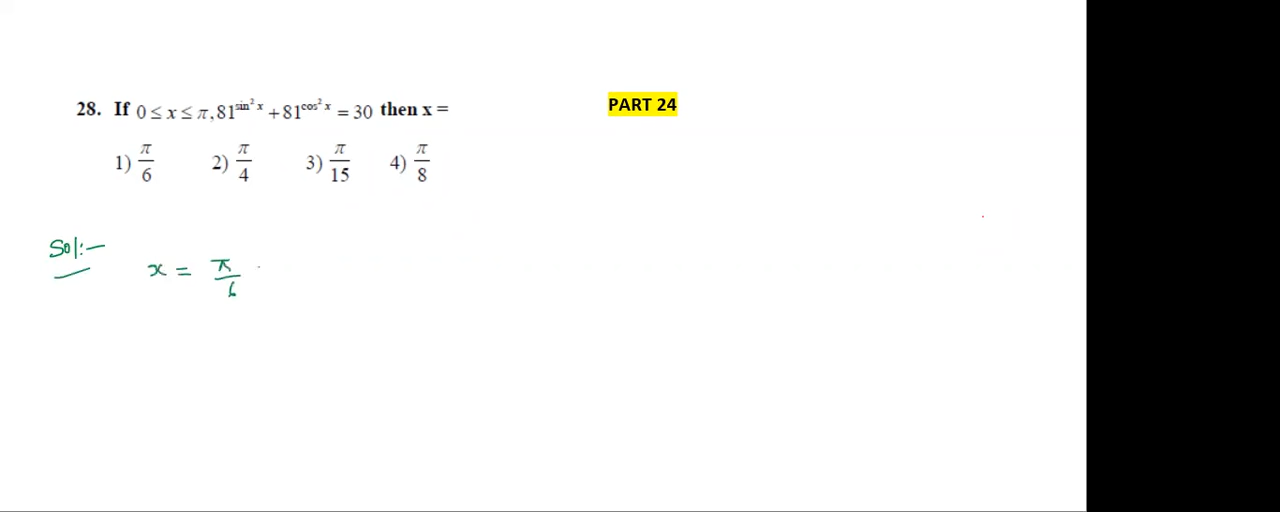 28. If 0 ≤ x ≤ π, 81^{sin² x} + 81^{cos² x} = 30 then x =
PART 24
1) π/6 2) π/4 3) π/15 4) π/8
Sol:-
x = π/6